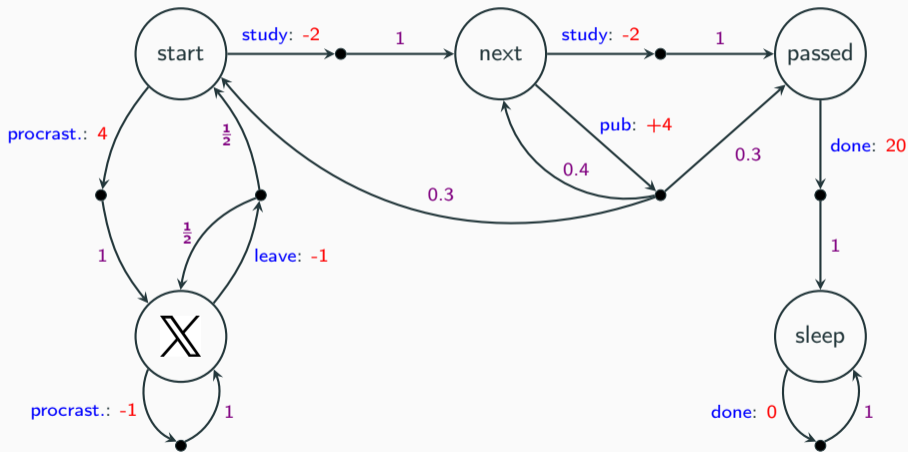 study: -2
1
study: -2
1
start
next
passed
procrast.: 4
½
pub: +4
done: 20
0.4
0.3
0.3
½
1
leave: -1
1
𝕏
sleep
procrast.: -1
1
done: 0
1